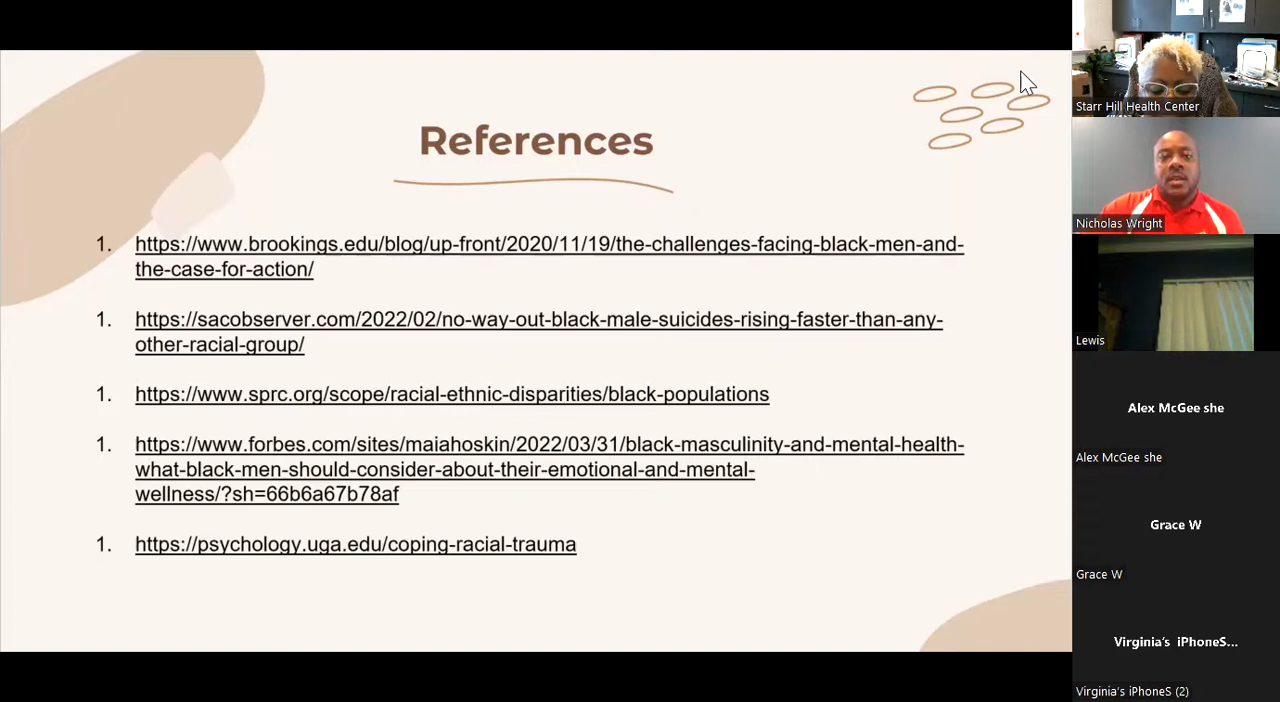 References
1. https://www.brookings.edu/blog/up-front/2020/11/19/the-challenges-facing-black-men-and-
the-case-for-action/
1. https://sacobserver.com/2022/02/no-way-out-black-male-suicides-rising-faster-than-any-
other-racial-group/
1. https://www.sprc.org/scope/racial-ethnic-disparities/black-populations
1. https://www.forbes.com/sites/maiahoskin/2022/03/31/black-masculinity-and-mental-health-
what-black-men-should-consider-about-their-emotional-and-mental-
wellness/?sh=66b6a67b78af
1. https://psychology.uga.edu/coping-racial-trauma
Starr Hill Health Center
Nicholas Wright
Lewis
Alex McGee she
Alex McGee she
Grace W
Grace W
Virginia's iPhoneS...
Virginia's iPhoneS (2)